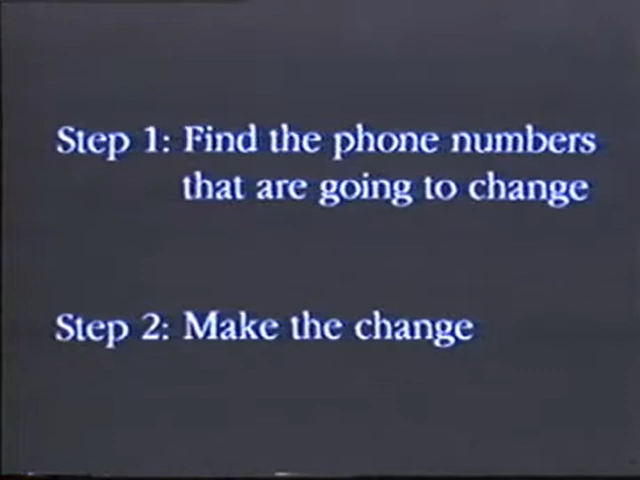 Step 1: Find the phone numbers
that are going to change
Step 2: Make the change